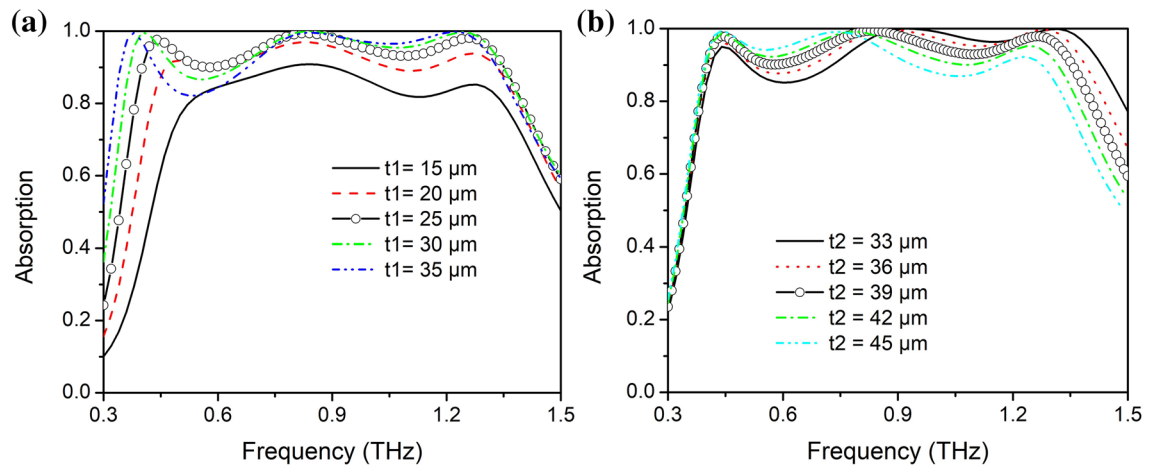 (a)
1.0
0.8
0.6
0.4
0.2
0.0
Absorption
t1= 15 μm
t1= 20 μm
t1= 25 μm
t1= 30 μm
t1= 35 μm
0.3
0.6
0.9
1.2
1.5
Frequency (THz)
(b)
1.0
0.8
0.6
0.4
0.2
0.0
Absorption
t2 = 33 μm
t2 = 36 μm
t2 = 39 μm
t2 = 42 μm
t2 = 45 μm
0.3
0.6
0.9
1.2
1.5
Frequency (THz)